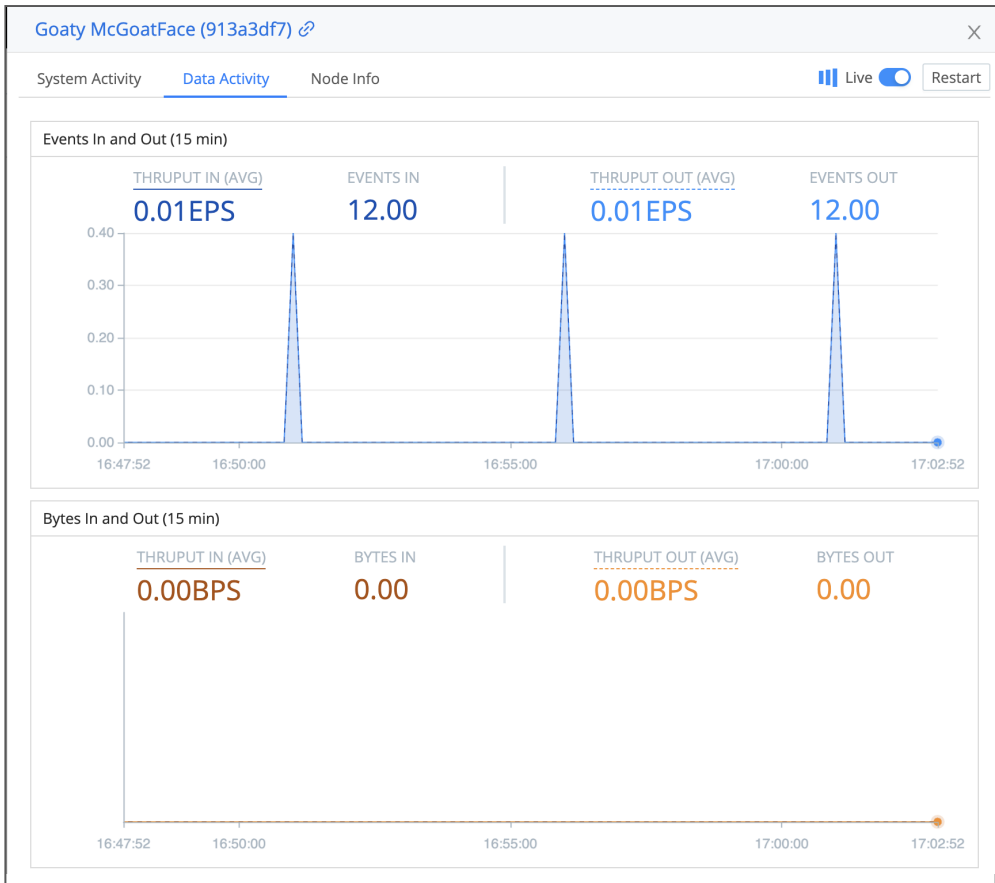 Goaty McGoatFace (913a3df7)
System Activity Data Activity Node Info Live Restart
Events In and Out (15 min)
THRUPUT IN (AVG) EVENTS IN THRUPUT OUT (AVG) EVENTS OUT
0.01EPS 12.00 0.01EPS 12.00
0.40
0.30
0.20
0.10
0.00
16:47:52 16:50:00 16:55:00 17:00:00 17:02:52
Bytes In and Out (15 min)
THRUPUT IN (AVG) BYTES IN THRUPUT OUT (AVG) BYTES OUT
0.00BPS 0.00 0.00BPS 0.00
16:47:52 16:50:00 16:55:00 17:00:00 17:02:52